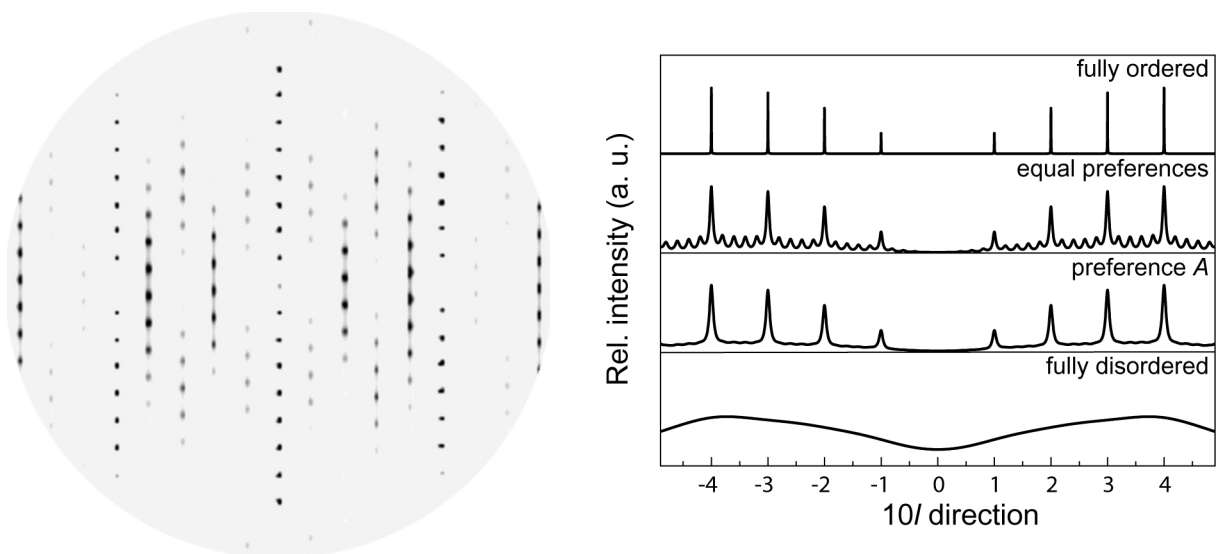 fully ordered
equal preferences
preference A
fully disordered
Rel. intensity (a. u.)
-4 -3 -2 -1 0 1 2 3 4
10l direction